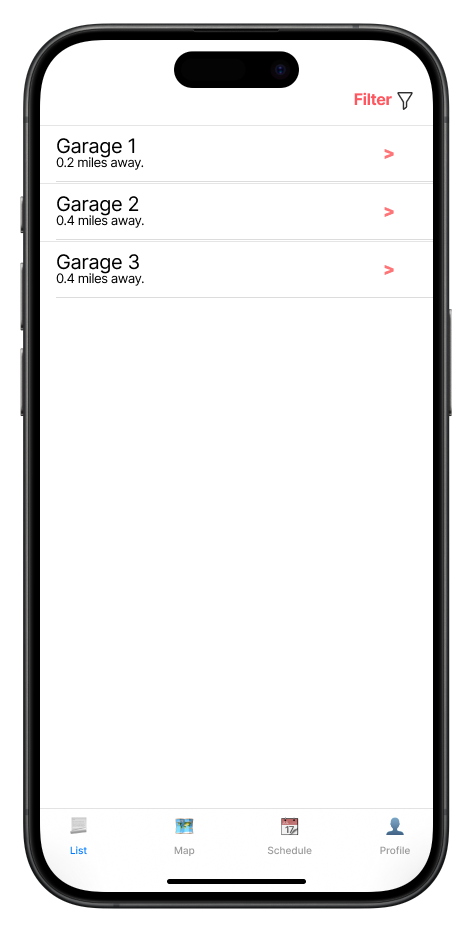 Filter
Garage 1
0.2 miles away.
>
Garage 2
0.4 miles away.
>
Garage 3
0.4 miles away.
>
17
List
Map
Schedule
Profile